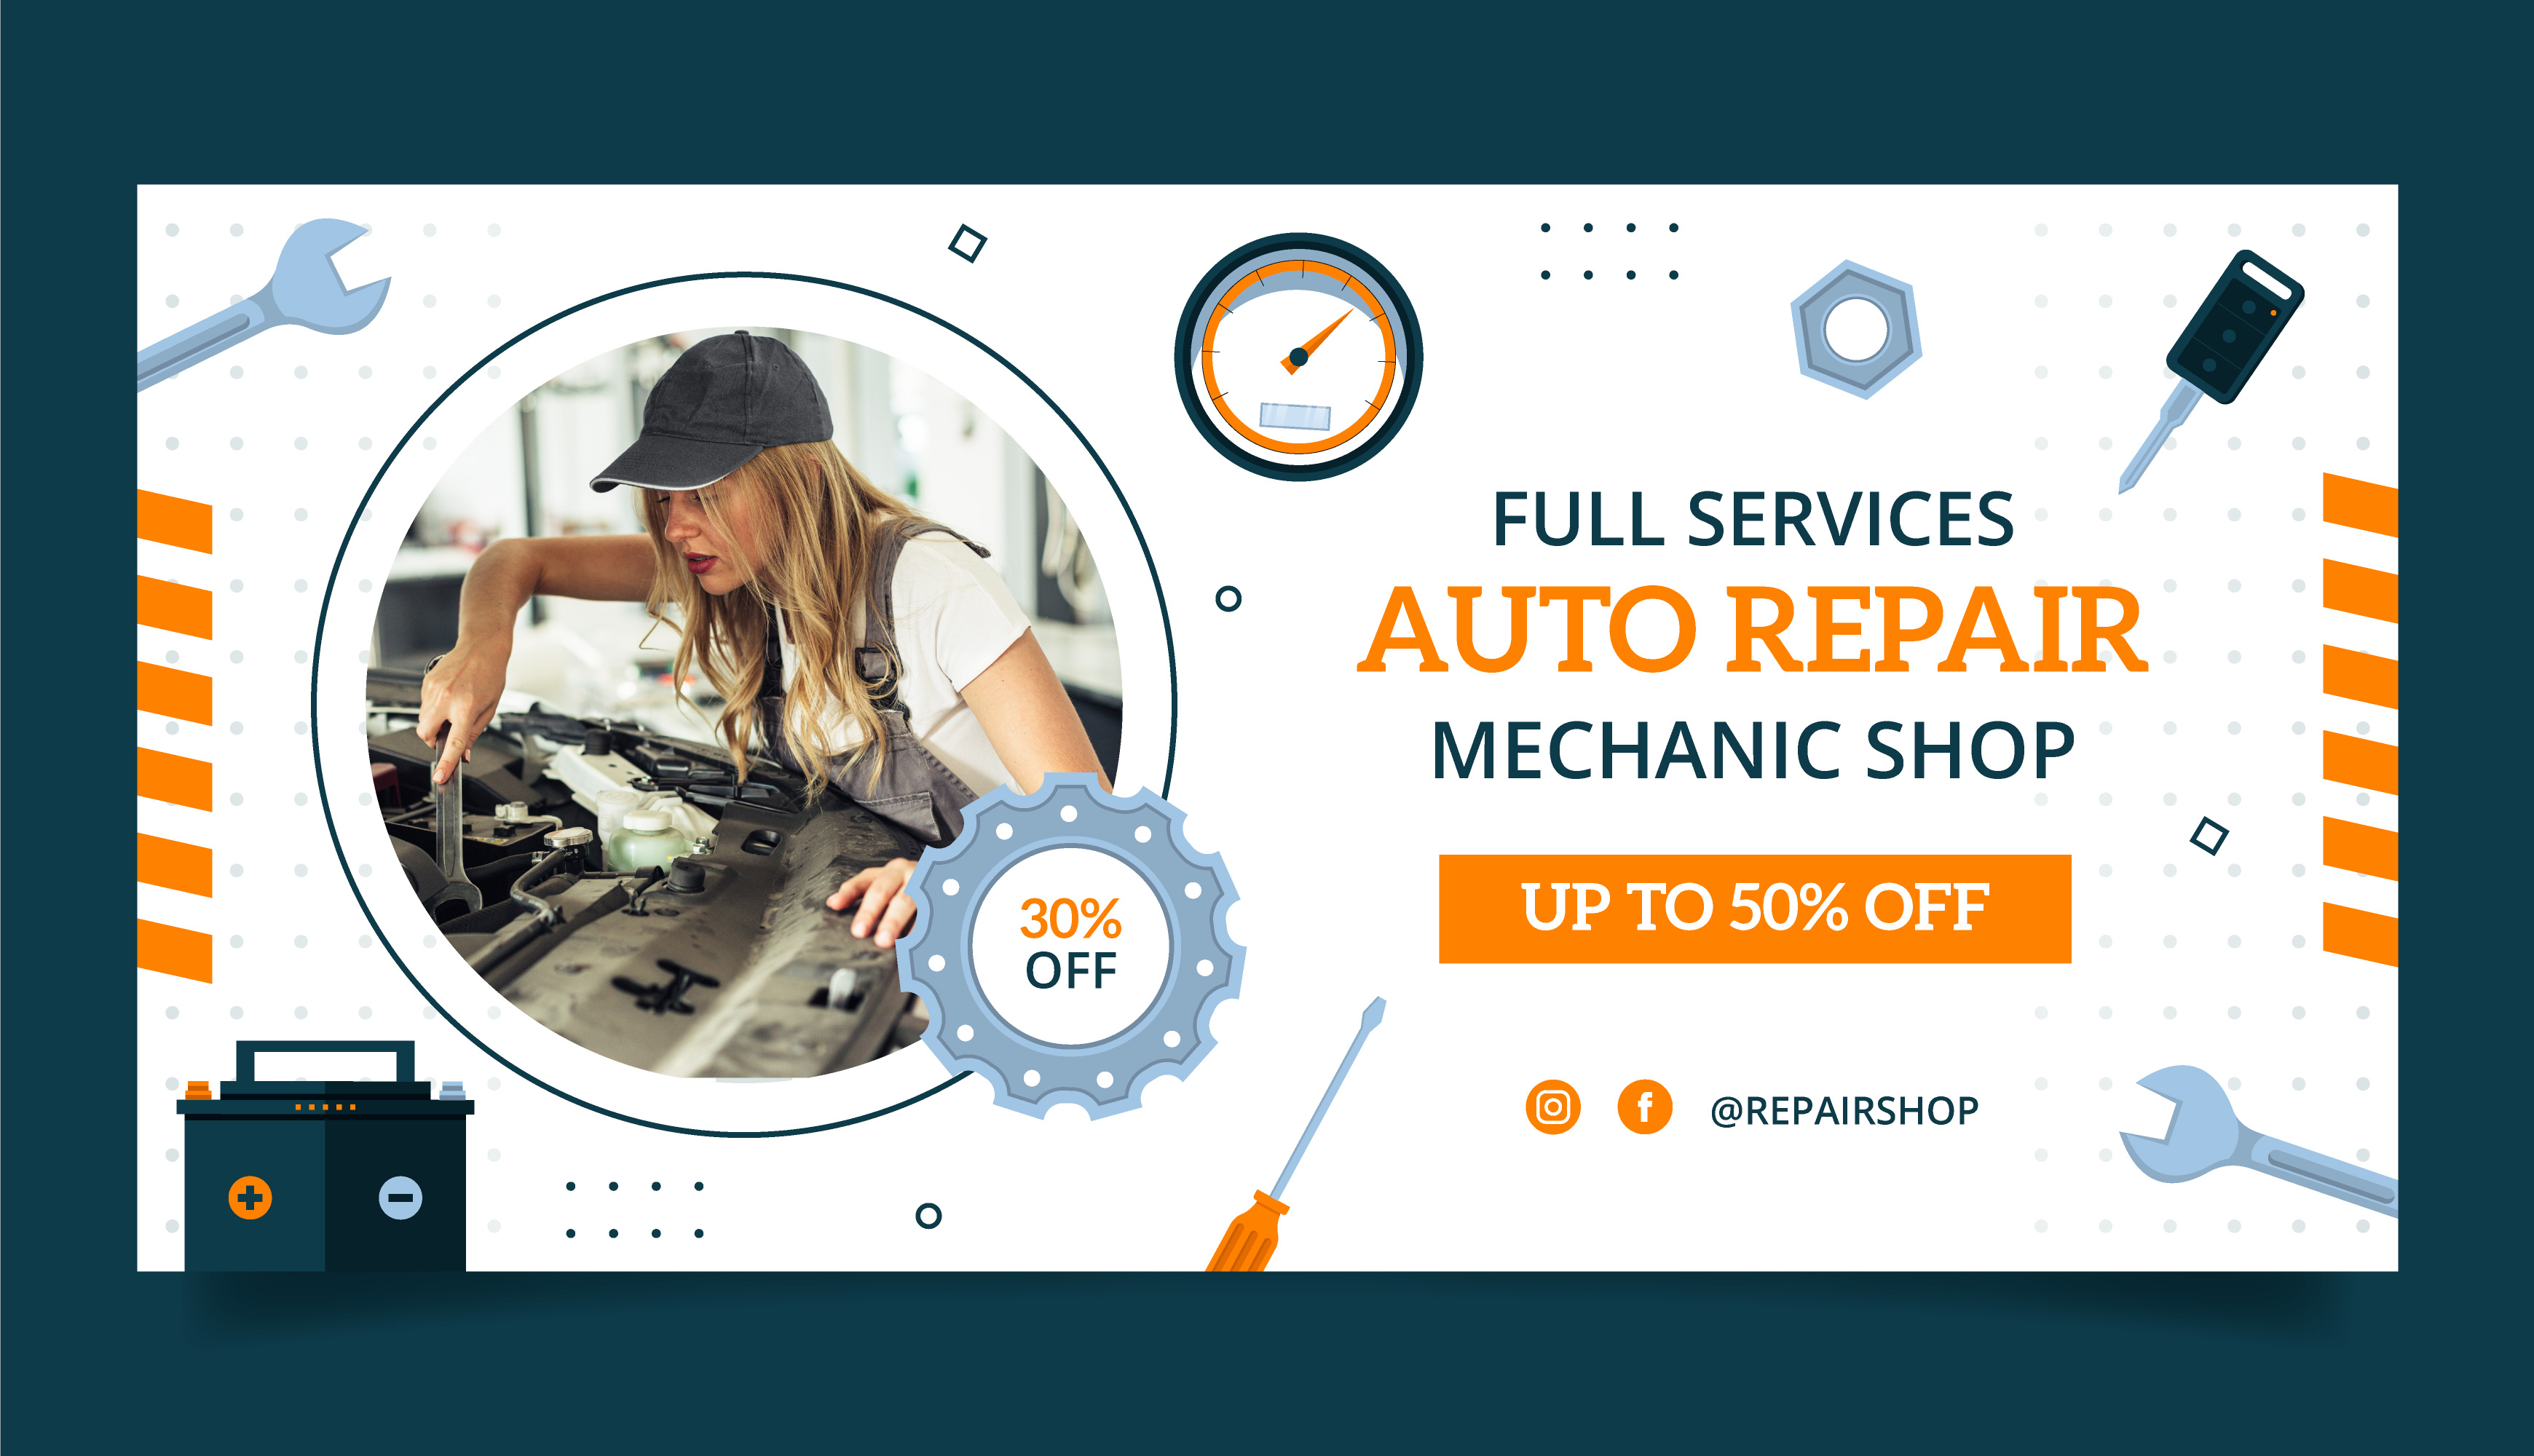 FULL SERVICES
AUTO REPAIR
MECHANIC SHOP
UP TO 50% OFF
30%
OFF
@REPAIRSHOP